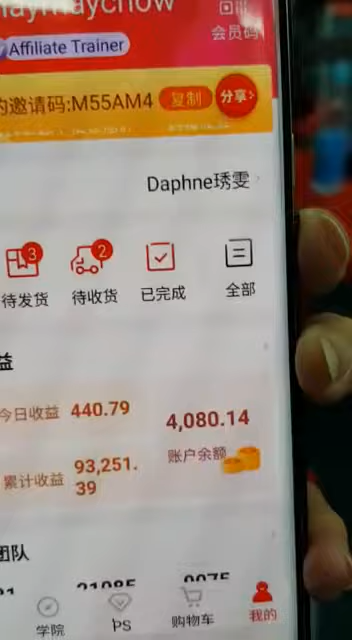 maymaychow
会员码
Affiliate Trainer
的邀请码:M55AM4 复制 分享>
Daphne琇雯
3 2
待发货 待收货 已完成 全部
益
今日收益 440.79
4,080.14
账户余额
累计收益 93,251.
39
团队
21085
学院 PS 购物车 我的